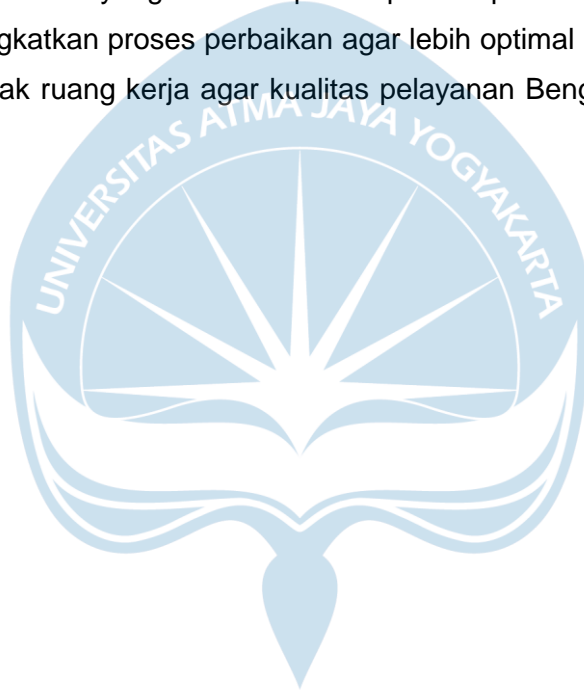 gkatkan proses perbaikan agar lebih optimal
ak ruang kerja agar kualitas pelayanan Beng
UNIVERSITAS ATMA JAYA YOGYAKARTA